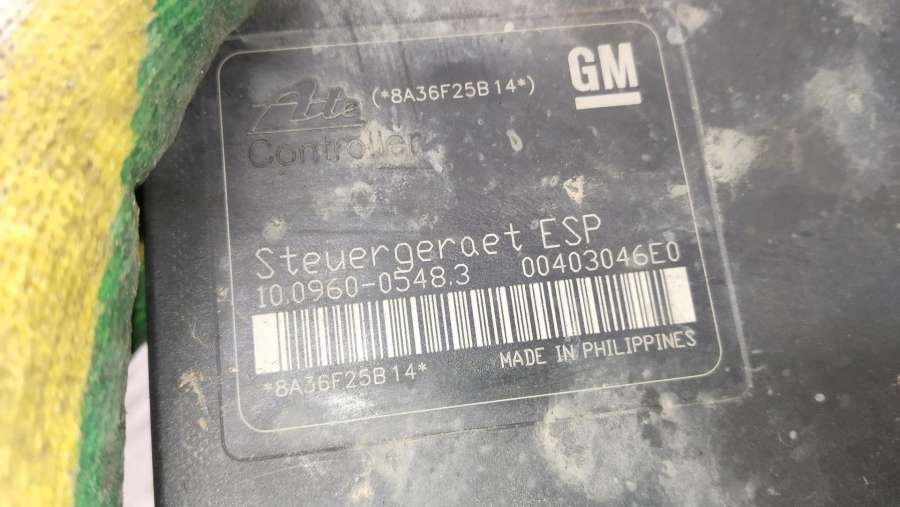 Ate
(*8A36F25B14*)
GM
Controller
Steuergeraet ESP
10.0960-0548.3 00403046E0
*8A36F25B14*
MADE IN PHILIPPINES